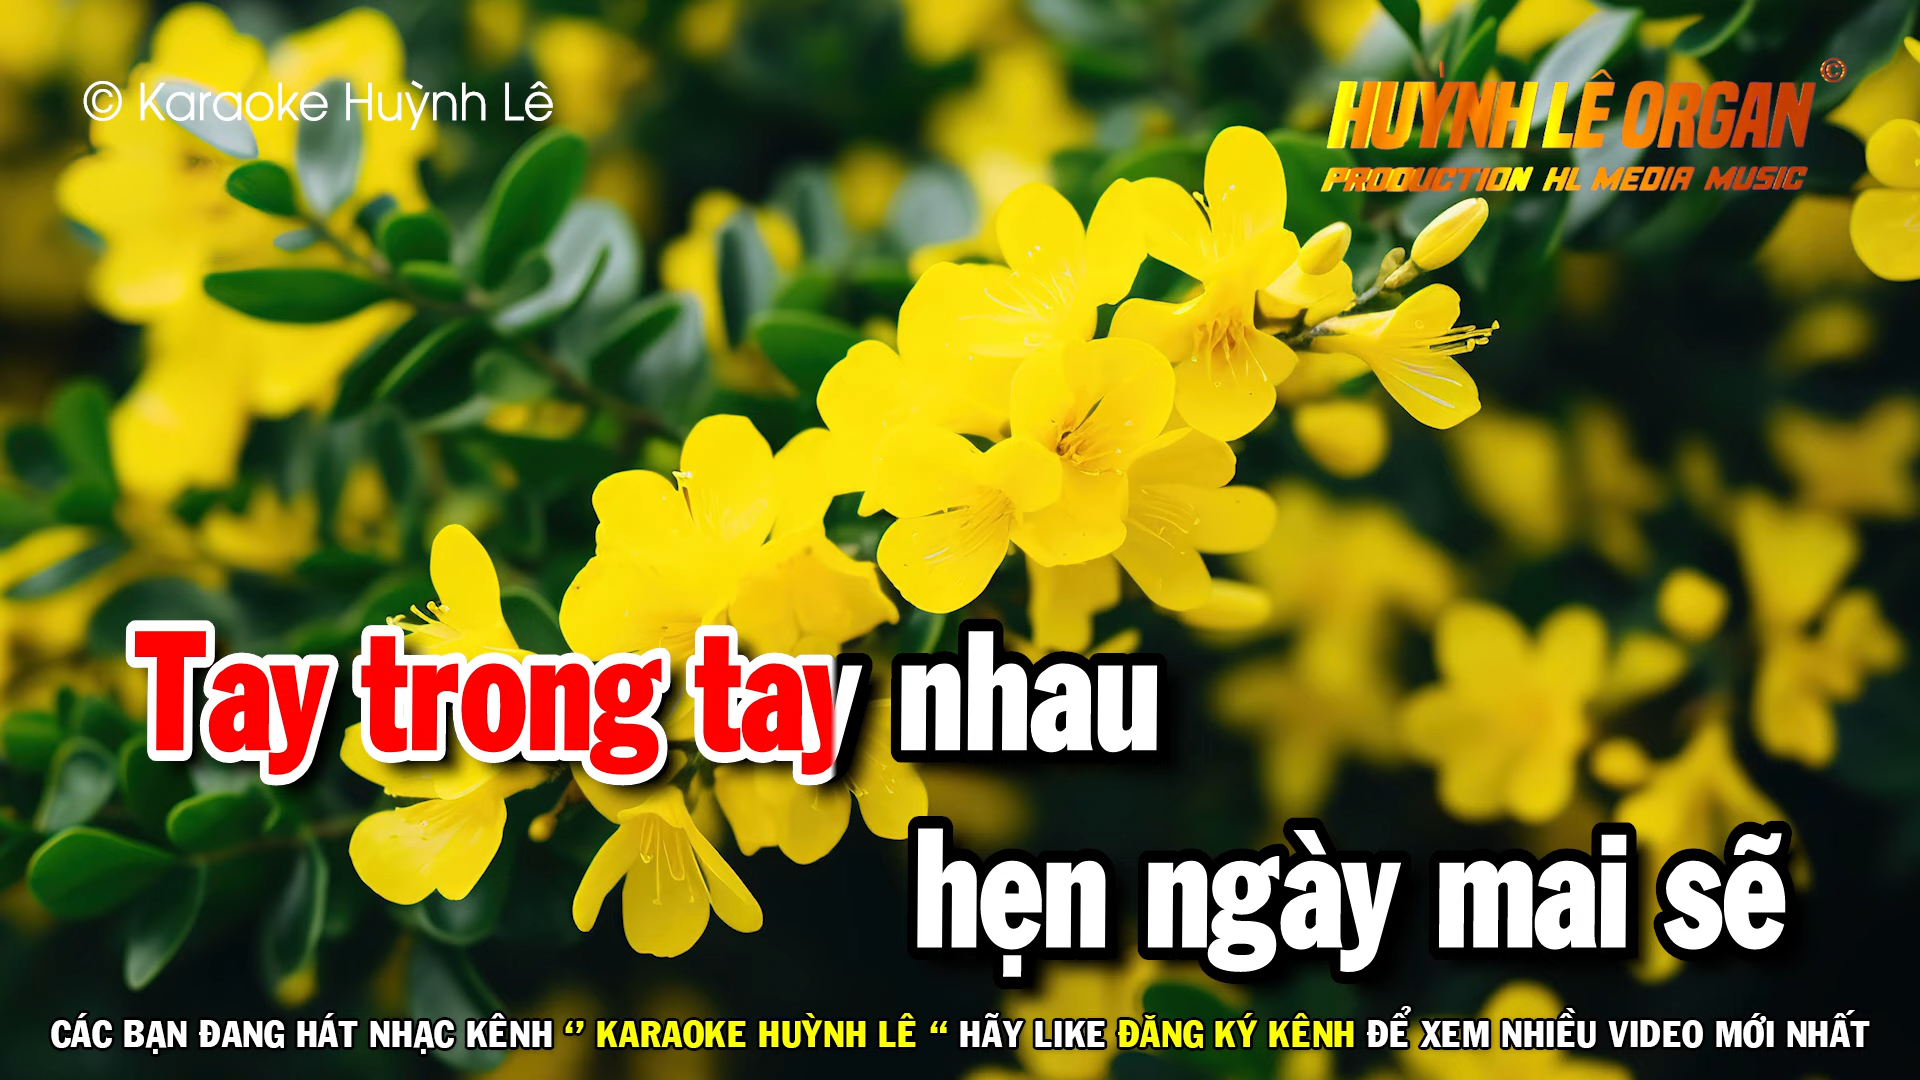 © Karaoke Huỳnh Lê
HUỲNH LÊ ORGAN ©
PRODUCTION HL MEDIA MUSIC
Tay trong tay nhau
hẹn ngày mai sẽ
CÁC BẠN ĐANG HÁT NHẠC KÊNH ‘’ KARAOKE HUỲNH LÊ “ HÃY LIKE ĐĂNG KÝ KÊNH ĐỂ XEM NHIỀU VIDEO MỚI NHẤT